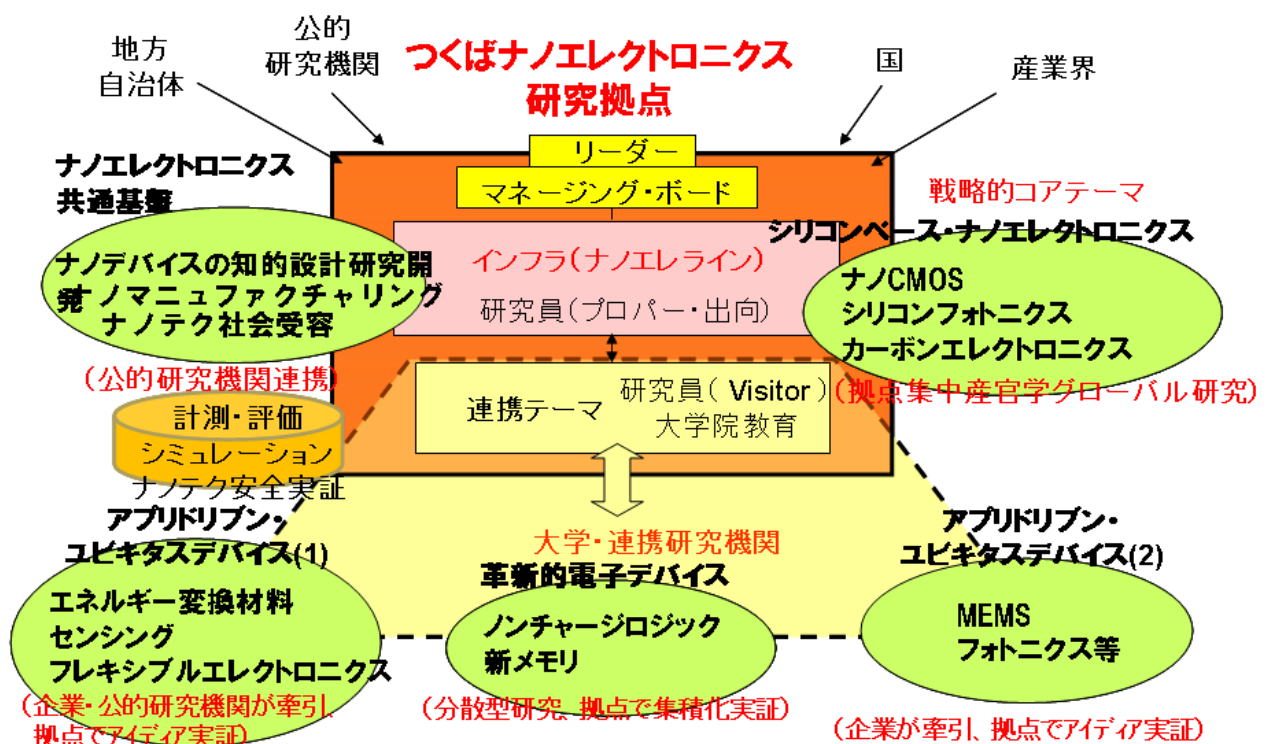 地方
自治体
公的
研究機関
つくばナノエレクトロニクス
研究拠点
国
産業界
リーダー
マネージング・ボード
ナノエレクトロニクス
共通基盤
ナノデバイスの知的設計研究開
発
ナノマニュファクチャリング
ナノテク社会受容
(公的研究機関連携)
計測・評価
シミュレーション
ナノテク安全実証
インフラ(ナノエレライン)
研究員(プロパー・出向)
連携テーマ
研究員( Visitor )
大学院教育
戦略的コアテーマ
シリコンベース・ナノエレクトロニクス
ナノCMOS
シリコンフォトニクス
カーボンエレクトロニクス
(拠点集中産官学グローバル研究)
アプリドリブン・
ユビキタスデバイス(1)
エネルギー変換材料
センシング
フレキシブルエレクトロニクス
(企業・公的研究機関が牽引、
拠点でアイディア実証)
大学・連携研究機関
革新的電子デバイス
ノンチャージロジック
新メモリ
(分散型研究、拠点で集積化実証)
アプリドリブン・
ユビキタスデバイス(2)
MEMS
フォトニクス等
(企業が牽引、拠点でアイディア実証)